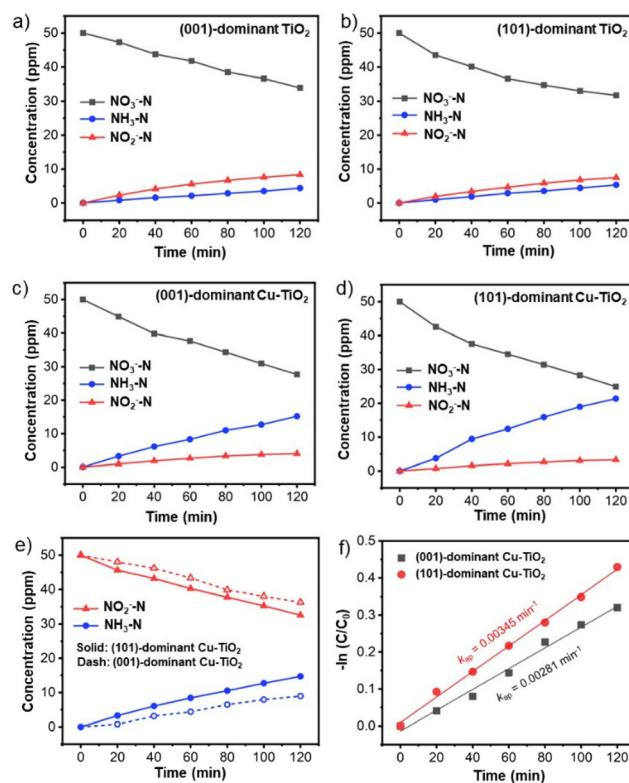 a)
(001)-dominant TiO₂
50
40
30
20
10
0
NO₃⁻-N
NH₃-N
NO₂⁻-N
0 20 40 60 80 100 120
Time (min)
Concentration (ppm)
b)
(101)-dominant TiO₂
50
40
30
20
10
0
NO₃⁻-N
NH₃-N
NO₂⁻-N
0 20 40 60 80 100 120
Time (min)
Concentration (ppm)
c)
(001)-dominant Cu-TiO₂
50
40
30
20
10
0
NO₃⁻-N
NH₃-N
NO₂⁻-N
0 20 40 60 80 100 120
Time (min)
Concentration (ppm)
d)
(101)-dominant Cu-TiO₂
50
40
30
20
10
0
NO₃⁻-N
NH₃-N
NO₂⁻-N
0 20 40 60 80 100 120
Time (min)
Concentration (ppm)
e)
60
50
40
30
20
10
0
NO₂⁻-N
NH₃-N
Solid: (101)-dominant Cu-TiO₂
Dash: (001)-dominant Cu-TiO₂
0 20 40 60 80 100 120
Time (min)
Concentration (ppm)
f)
0.5
0.4
0.3
0.2
0.1
0.0
(001)-dominant Cu-TiO₂
(101)-dominant Cu-TiO₂
kap = 0.00345 min⁻¹
kap = 0.00281 min⁻¹
0 20 40 60 80 100 120
Time (min)
-ln (C/C₀)